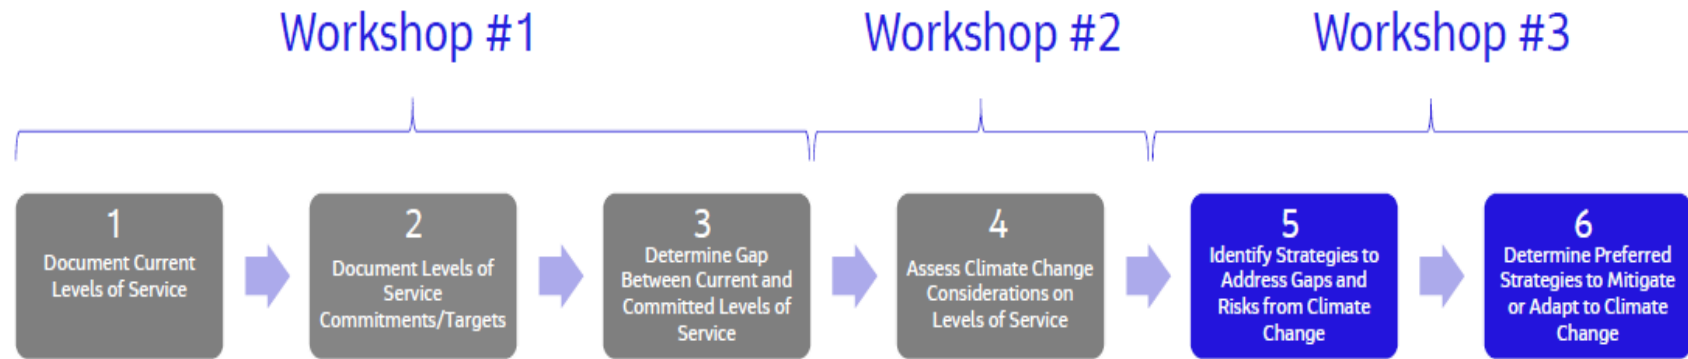 Workshop #1
Workshop #2
Workshop #3
1
Document Current
Levels of Service
2
Document Levels of
Service
Commitments/Targets
3
Determine Gap
Between Current and
Committed Levels of
Service
4
Assess Climate Change
Considerations on
Levels of Service
5
Identify Strategies to
Address Gaps and
Risks from Climate
Change
6
Determine Preferred
Strategies to Mitigate
or Adapt to Climate
Change